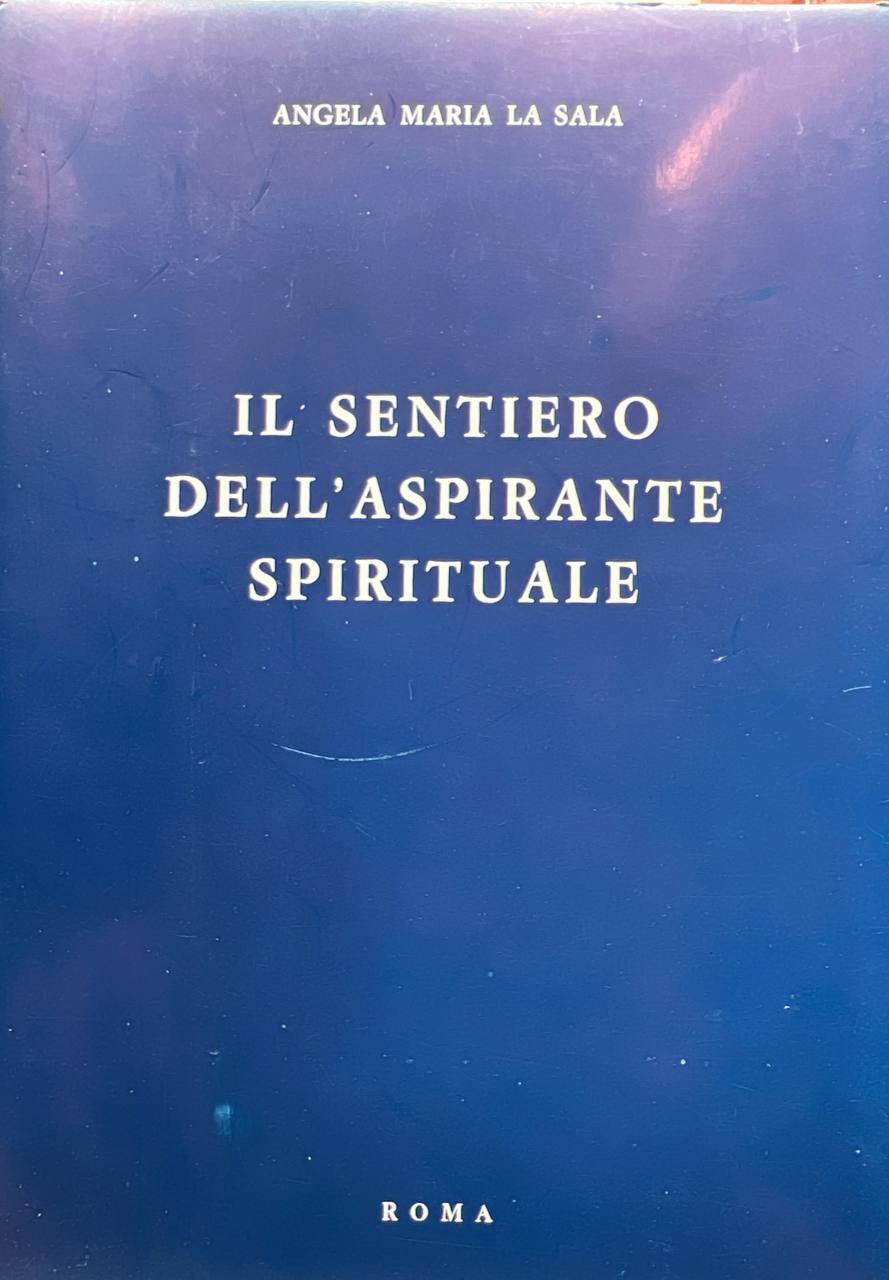 ANGELA MARIA LA SALA
IL SENTIERO
DELL'ASPIRANTE
SPIRITUALE
ROMA